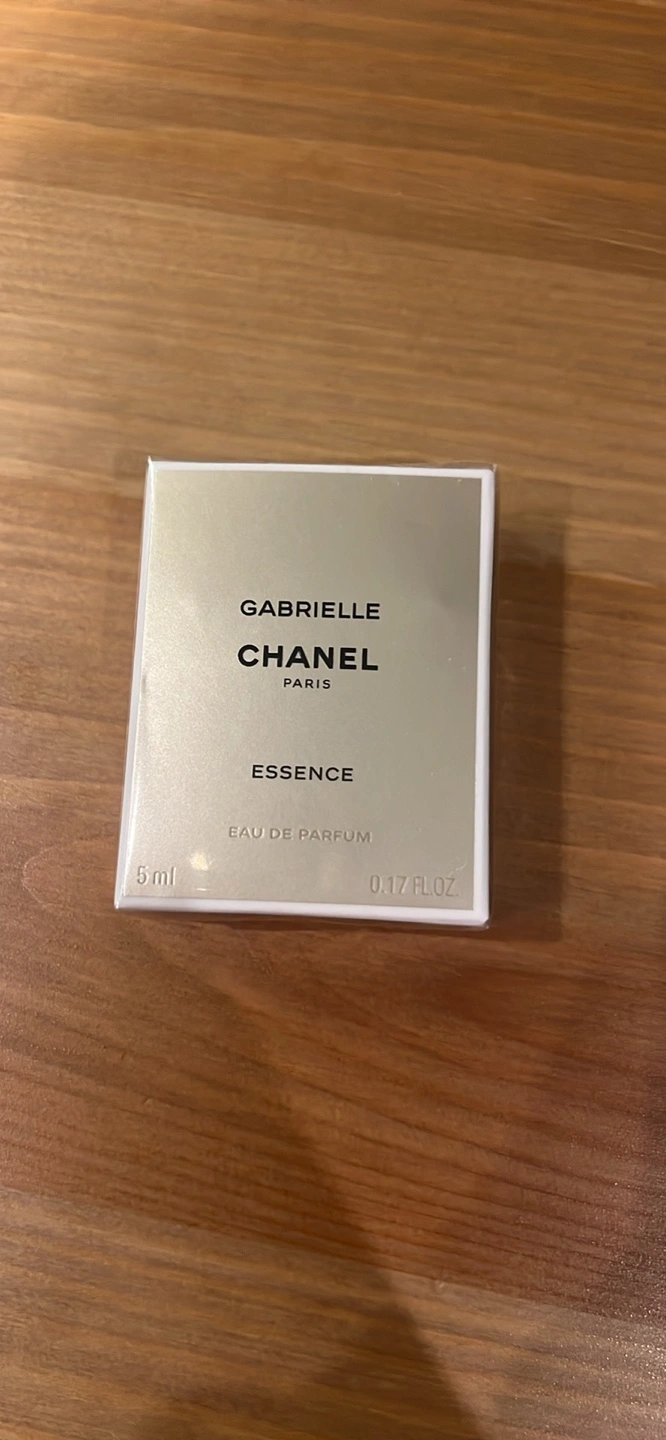 GABRIELLE
CHANEL
PARIS
ESSENCE
EAU DE PARFUM
5 ml
0.17 FL.OZ.